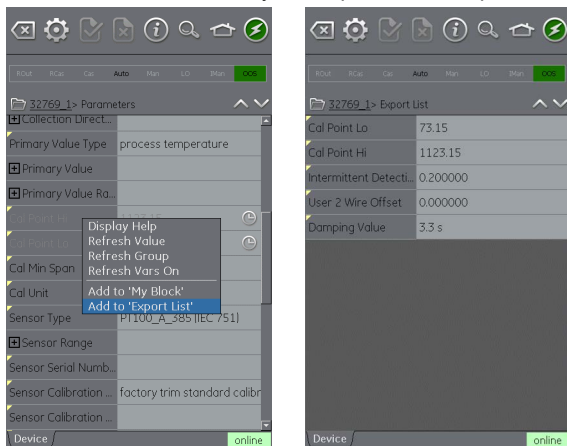 ROut RCas Cas Auto Man LO IMan OOS
32769_1> Parameters
Collection Direct...
Primary Value Type process temperature
Primary Value
Primary Value Ra...
Cal Point Hi 1123.15
Cal Point Lo
Display Help
Refresh Value
Refresh Group
Refresh Vars On
Add to 'My Block'
Add to 'Export List'
Cal Min Span
Cal Unit
Sensor Type PT100_A_385 (IEC 751)
Sensor Range
Sensor Serial Numb...
Sensor Calibration ... factory trim standard calibr
Sensor Calibration ...
Device online
ROut RCas Cas Auto Man LO IMan OOS
32769_1> Export List
Cal Point Lo 73.15
Cal Point Hi 1123.15
Intermittent Detecti... 0.200000
User 2 Wire Offset 0.000000
Damping Value 3.3 s
Device online